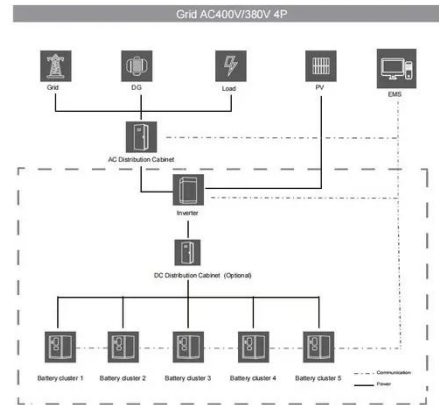 Grid AC400V/380V 4P
Grid
DG
Load
PV
EMS
AC Distribution Cabinet
Inverter
DC Distribution Cabinet (Optional)
Battery cluster 1
Battery cluster 2
Battery cluster 3
Battery cluster 4
Battery cluster 5
Communication
Power